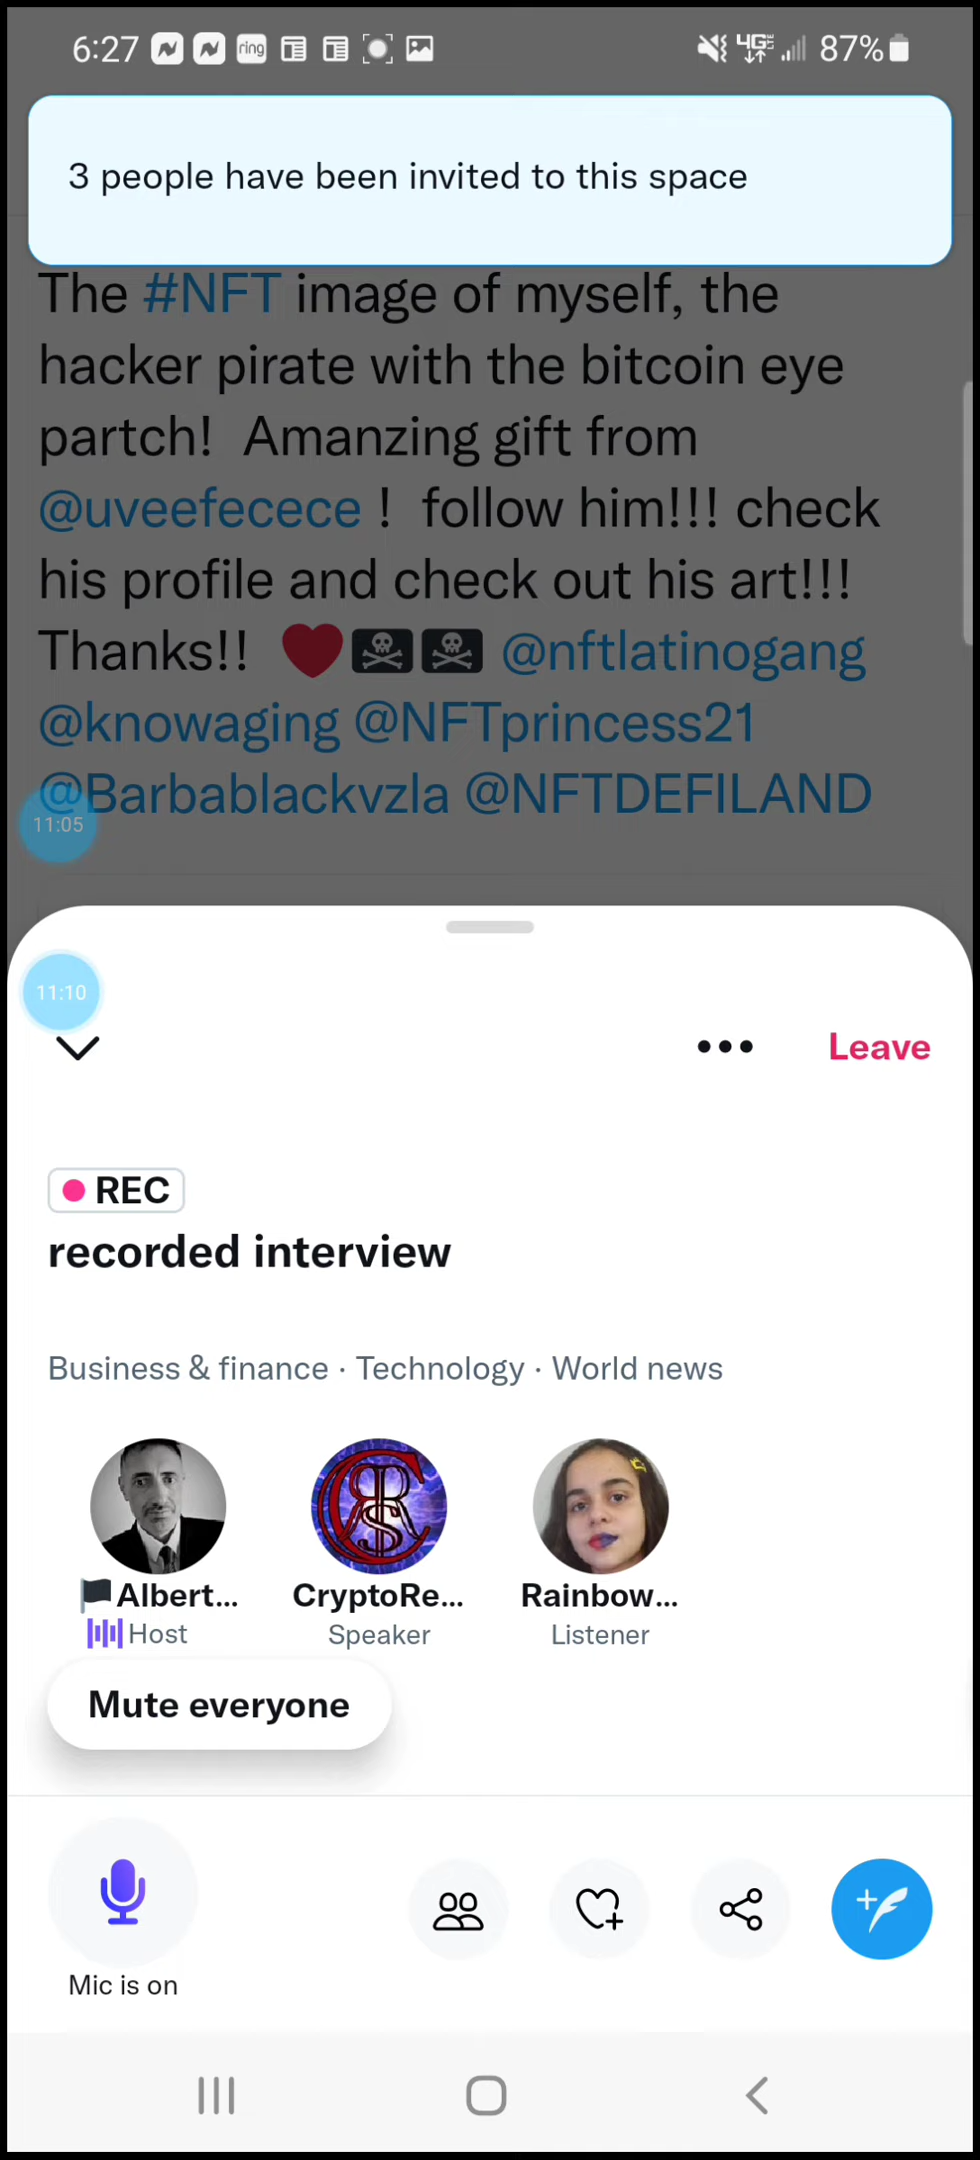 6:27 ring 4G LTE 87%
3 people have been invited to this space
The #NFT image of myself, the
hacker pirate with the bitcoin eye
partch! Amanzing gift from
@uveefecece ! follow him!!! check
his profile and check out his art!!!
Thanks!! ❤️🏴‍☠️🏴‍☠️ @nftlatinogang
@knowaging @NFTprincess21
@Barbablackvzla @NFTDEFILAND
11:05
11:10
Leave
REC
recorded interview
Business & finance · Technology · World news
🏴Albert... CryptoRe... Rainbow...
Host Speaker Listener
Mute everyone
Mic is on